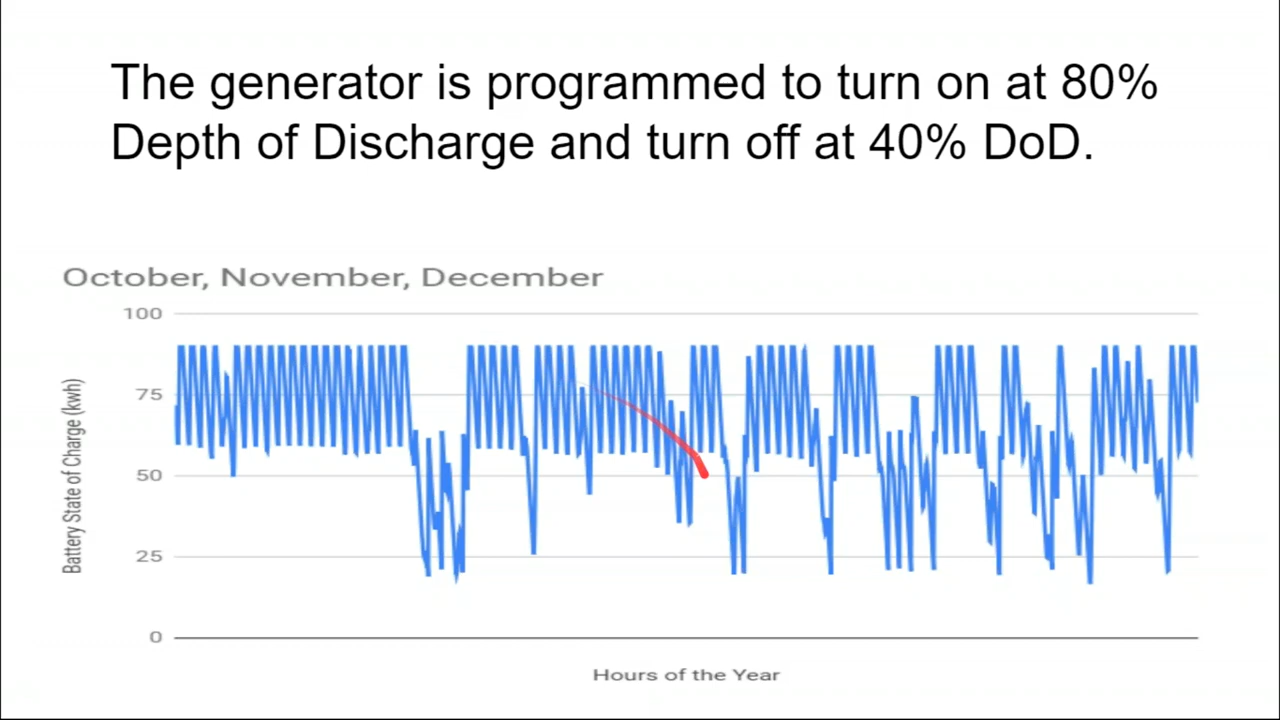 The generator is programmed to turn on at 80%
Depth of Discharge and turn off at 40% DoD.
October, November, December
100
75
50
25
0
Battery State of Charge (kwh)
Hours of the Year